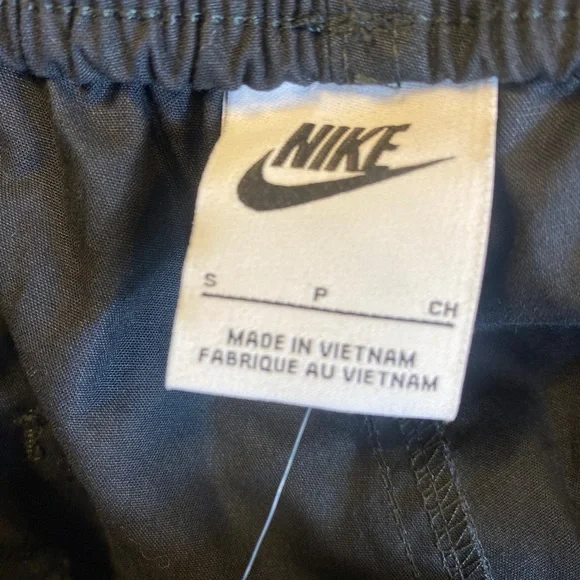 NIKE
S P CH
MADE IN VIETNAM
FABRIQUE AU VIETNAM